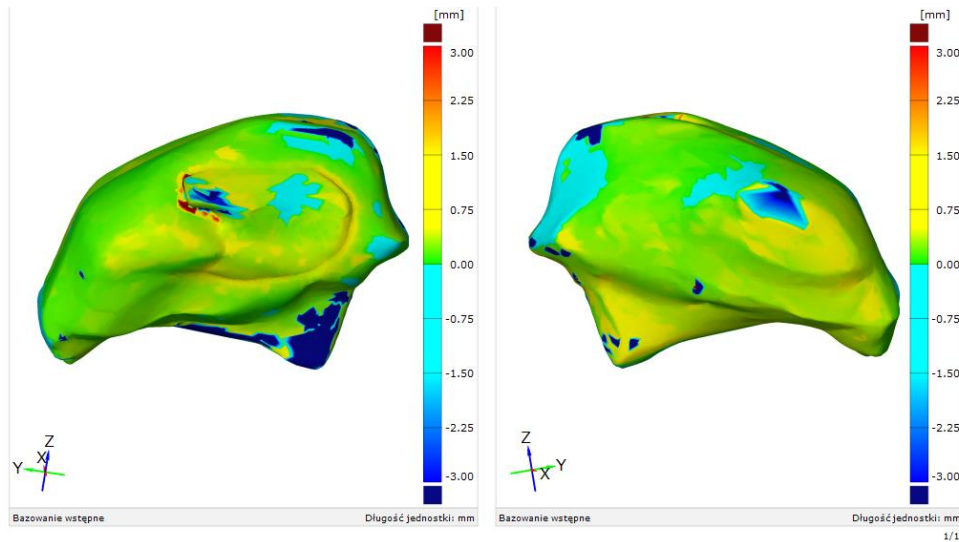 [mm]
3.00
2.25
1.50
0.75
0.00
-0.75
-1.50
-2.25
-3.00
Z
X
Y
Bazowanie wstępne Długość jednostki: mm
[mm]
3.00
2.25
1.50
0.75
0.00
-0.75
-1.50
-2.25
-3.00
Z
Y
X
Bazowanie wstępne Długość jednostki: mm
1/1